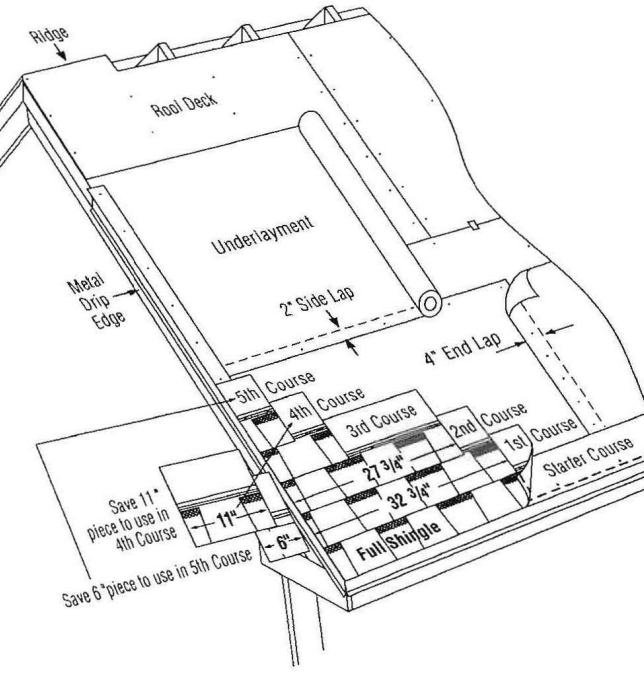 Ridge
Rool Deck
Underlayment
Metal
Drip
Edge
2" Side Lap
4" End Lap
5th Course
4th Course
3rd Course
2nd Course
1st Course
Starter Course
27 3/4"
32 3/4"
Full Shingle
Save 11"
piece to use in
4th Course
11"
6"
Save 6" piece to use in 5th Course